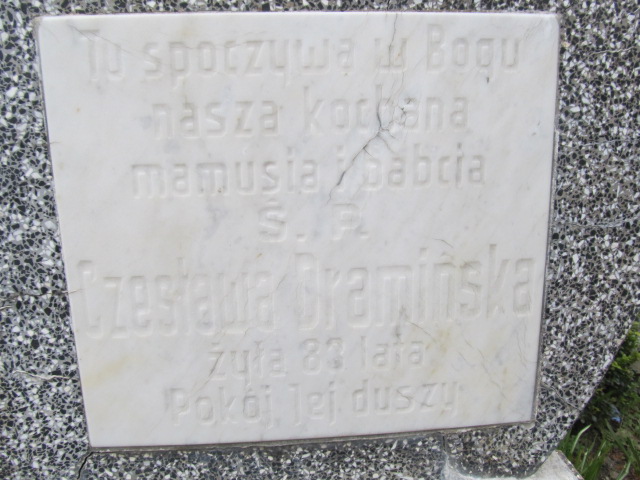 Tu spoczywa w Bogu
nasza kochana
mamusia i babcia
Ś. P.
Czesława Dramińska
żyła 83 lata
Pokój Jej duszy